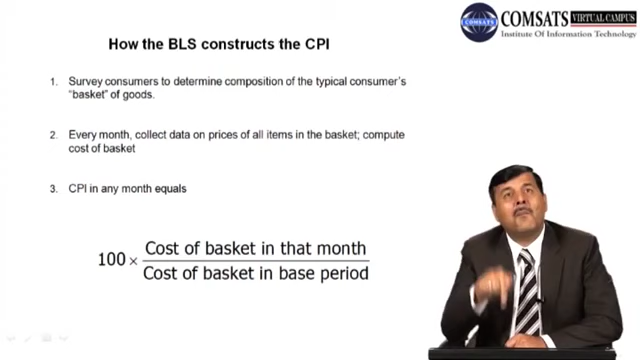 COMSATS VIRTUAL CAMPUS
Institute Of Information Technology
COMSATS
How the BLS constructs the CPI
1. Survey consumers to determine composition of the typical consumer's
"basket" of goods.
2. Every month, collect data on prices of all items in the basket; compute
cost of basket
3. CPI in any month equals
100 × Cost of basket in that month
Cost of basket in base period